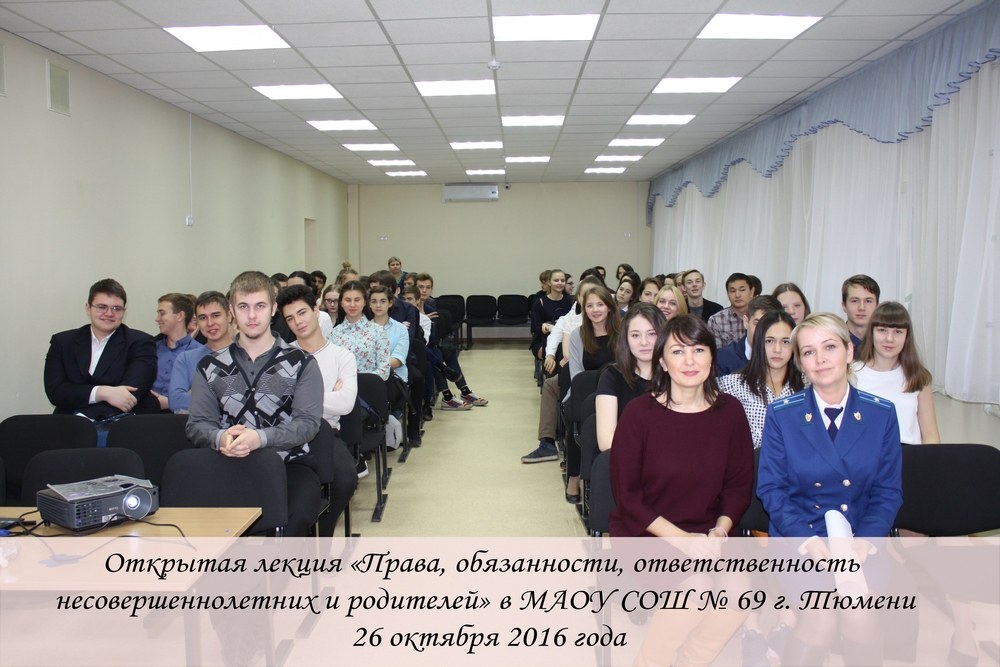 Открытая лекция «Права, обязанности, ответственность
несовершеннолетних и родителей» в МАОУ СОШ № 69 г. Тюмени
26 октября 2016 года